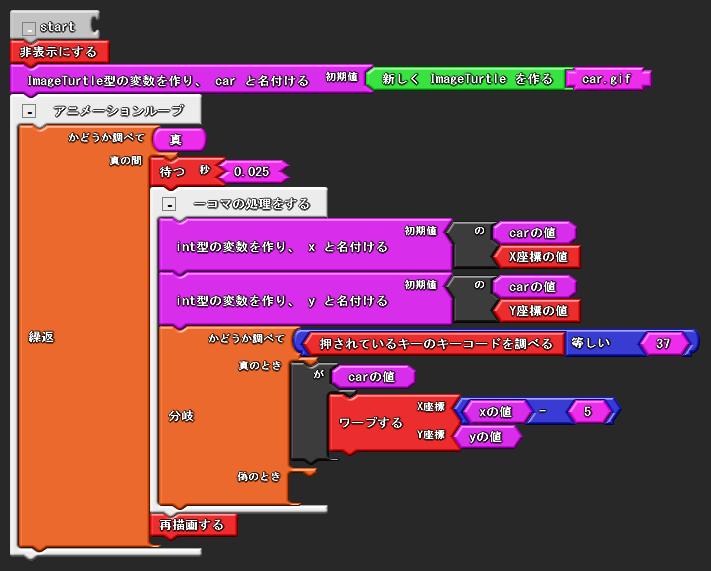 start
非表示にする
ImageTurtle型の変数を作り、 car と名付ける 初期値 新しく ImageTurtle を作る car.gif
アニメーションループ
かどうか調べて 真
真の間
待つ 秒 0.025
一コマの処理をする
int型の変数を作り、 x と名付ける 初期値 の carの値
X座標の値
int型の変数を作り、 y と名付ける 初期値 の carの値
Y座標の値
繰返
分岐
かどうか調べて 押されているキーのキーコードを調べる 等しい 37
真のとき
が carの値
ワープする X座標 xの値 - 5
Y座標 yの値
偽のとき
再描画する